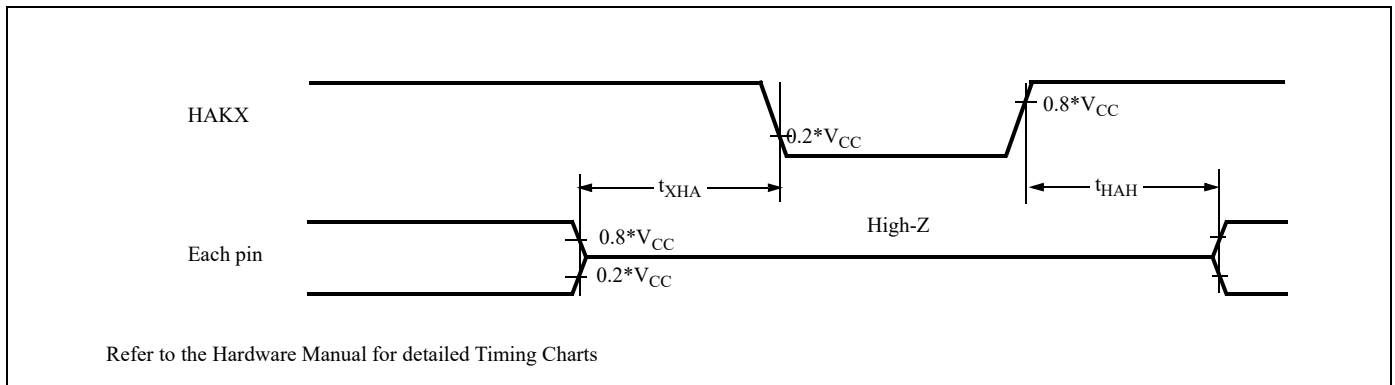 HAKX
0.2*VCC
0.8*VCC
tXHA
tHAH
High-Z
Each pin
0.8*VCC
0.2*VCC
Refer to the Hardware Manual for detailed Timing Charts